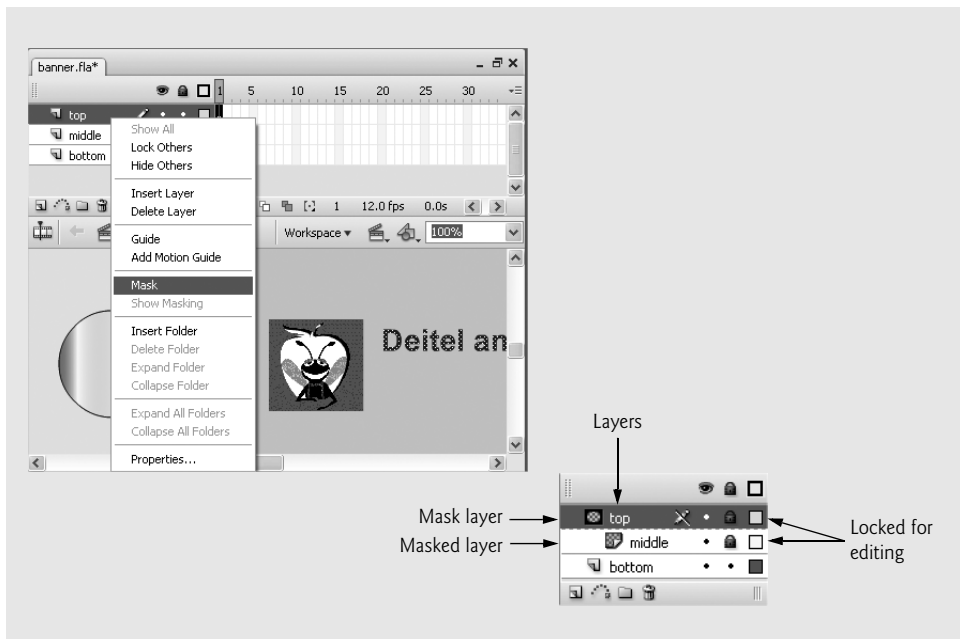 banner.fla*
1 5 10 15 20 25 30
top
middle
bottom
Show All
Lock Others
Hide Others
Insert Layer
Delete Layer
Guide
Add Motion Guide
Mask
Show Masking
Insert Folder
Delete Folder
Expand Folder
Collapse Folder
Expand All Folders
Collapse All Folders
Properties...
1 12.0 fps 0.0s
Workspace 100%
Deitel an
Layers
Mask layer
Masked layer
top
middle
bottom
Locked for
editing